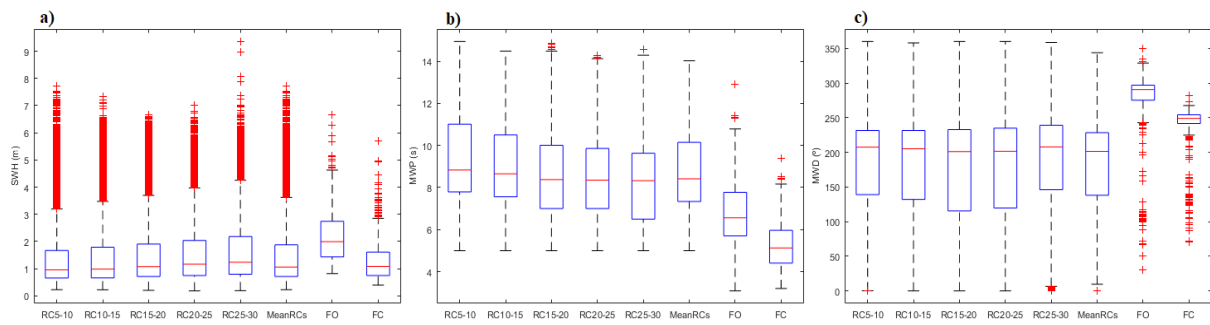 a)
SWH (m)
9
8
7
6
5
4
3
2
1
0
RC5-10 RC10-15 RC15-20 RC20-25 RC25-30 MeanRCs FO FC
b)
MWP (s)
14
12
10
8
6
4
RC5-10 RC10-15 RC15-20 RC20-25 RC25-30 MeanRCs FO FC
c)
MWD (º)
350
300
250
200
150
100
50
0
RC5-10 RC10-15 RC15-20 RC20-25 RC25-30 MeanRCs FO FC